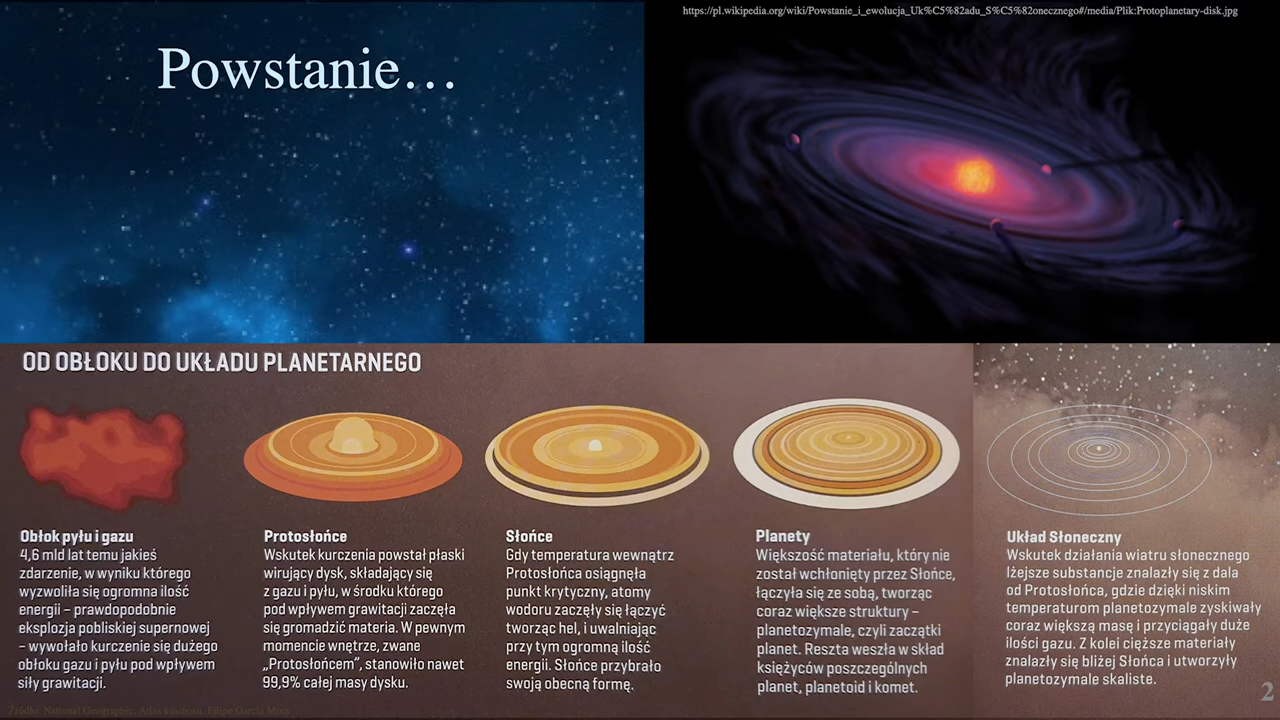 Powstanie…
https://pl.wikipedia.org/wiki/Powstanie_i_ewolucja_Uk%C5%82adu_S%C5%82onecznego#/media/Plik:Protoplanetary-disk.jpg
OD OBŁOKU DO UKŁADU PLANETARNEGO
Obłok pyłu i gazu
4,6 mld lat temu jakieś
zdarzenie, w wyniku którego
wyzwoliła się ogromna ilość
energii – prawdopodobnie
eksplozja pobliskiej supernowej
– wywołało kurczenie się dużego
obłoku gazu i pyłu pod wpływem
siły grawitacji.
Protosłońce
Wskutek kurczenia powstał płaski
wirujący dysk, składający się
z gazu i pyłu, w środku którego
pod wpływem grawitacji zaczęła
się gromadzić materia. W pewnym
momencie wnętrze, zwane
„Protosłońcem”, stanowiło nawet
99,9% całej masy dysku.
Słońce
Gdy temperatura wewnątrz
Protosłońca osiągnęła
punkt krytyczny, atomy
wodoru zaczęły się łączyć
tworząc hel, i uwalniając
przy tym ogromną ilość
energii. Słońce przybrało
swoją obecną formę.
Planety
Większość materiału, który nie
został wchłonięty przez Słońce,
łączyła się ze sobą, tworząc
coraz większe struktury –
planetozymale, czyli zaczątki
planet. Reszta weszła w skład
księżyców poszczególnych
planet, planetoid i komet.
Układ Słoneczny
Wskutek działania wiatru słonecznego
lżejsze substancje znalazły się z dala
od Protosłońca, gdzie dzięki niskim
temperaturom planetozymale zyskiwały
coraz większą masę i przyciągały duże
ilości gazu. Z kolei cięższe materiały
znalazły się bliżej Słońca i utworzyły
planetozymale skaliste.
Źródło: National Geographic, Atlas kosmosu ,Filipe Garcia Mora
2